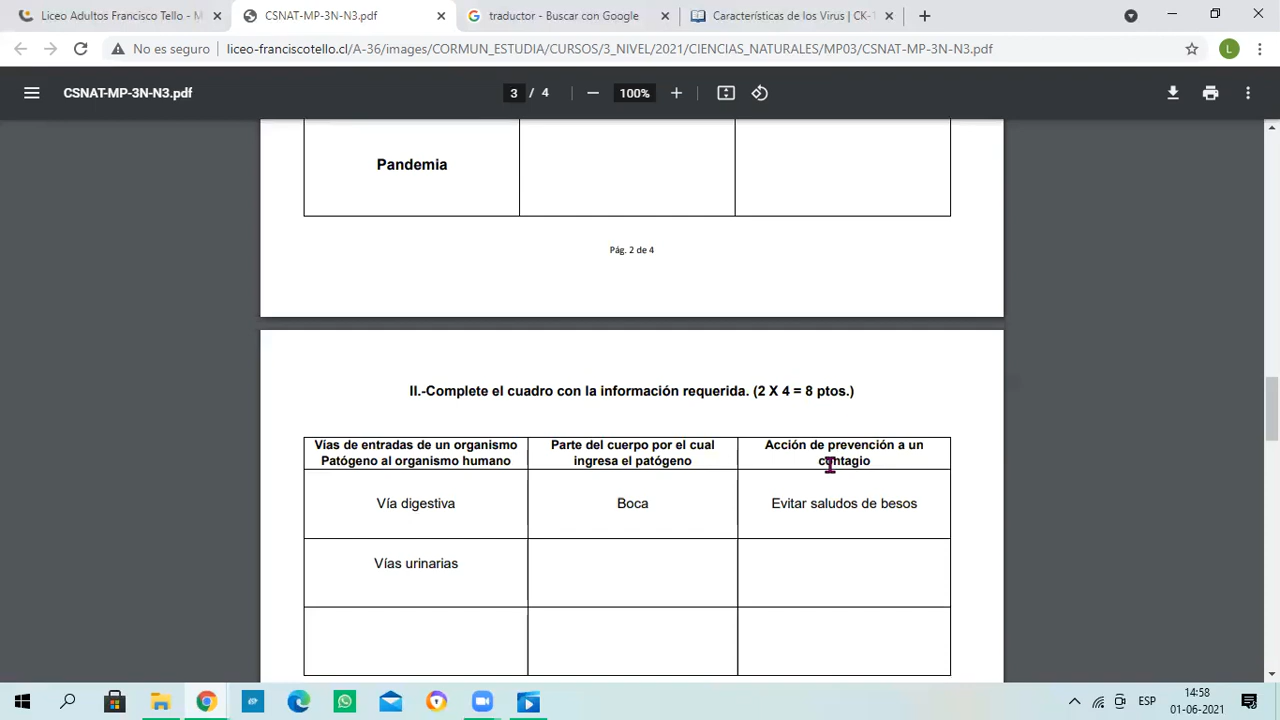 Liceo Adultos Francisco Tello - M
CSNAT-MP-3N-N3.pdf
traductor - Buscar con Google
Características de los Virus | CK-1
No es seguro
liceo-franciscotello.cl/A-36/images/CORMUN_ESTUDIA/CURSOS/3_NIVEL/2021/CIENCIAS_NATURALES/MP03/CSNAT-MP-3N-N3.pdf
L
CSNAT-MP-3N-N3.pdf
3 / 4
100%
Pandemia
Pág. 2 de 4
II.-Complete el cuadro con la información requerida. (2 X 4 = 8 ptos.)
Vías de entradas de un organismo
Patógeno al organismo humano
Parte del cuerpo por el cual
ingresa el patógeno
Acción de prevención a un
contagio
Vía digestiva
Boca
Evitar saludos de besos
Vías urinarias
ESP
14:58
01-06-2021